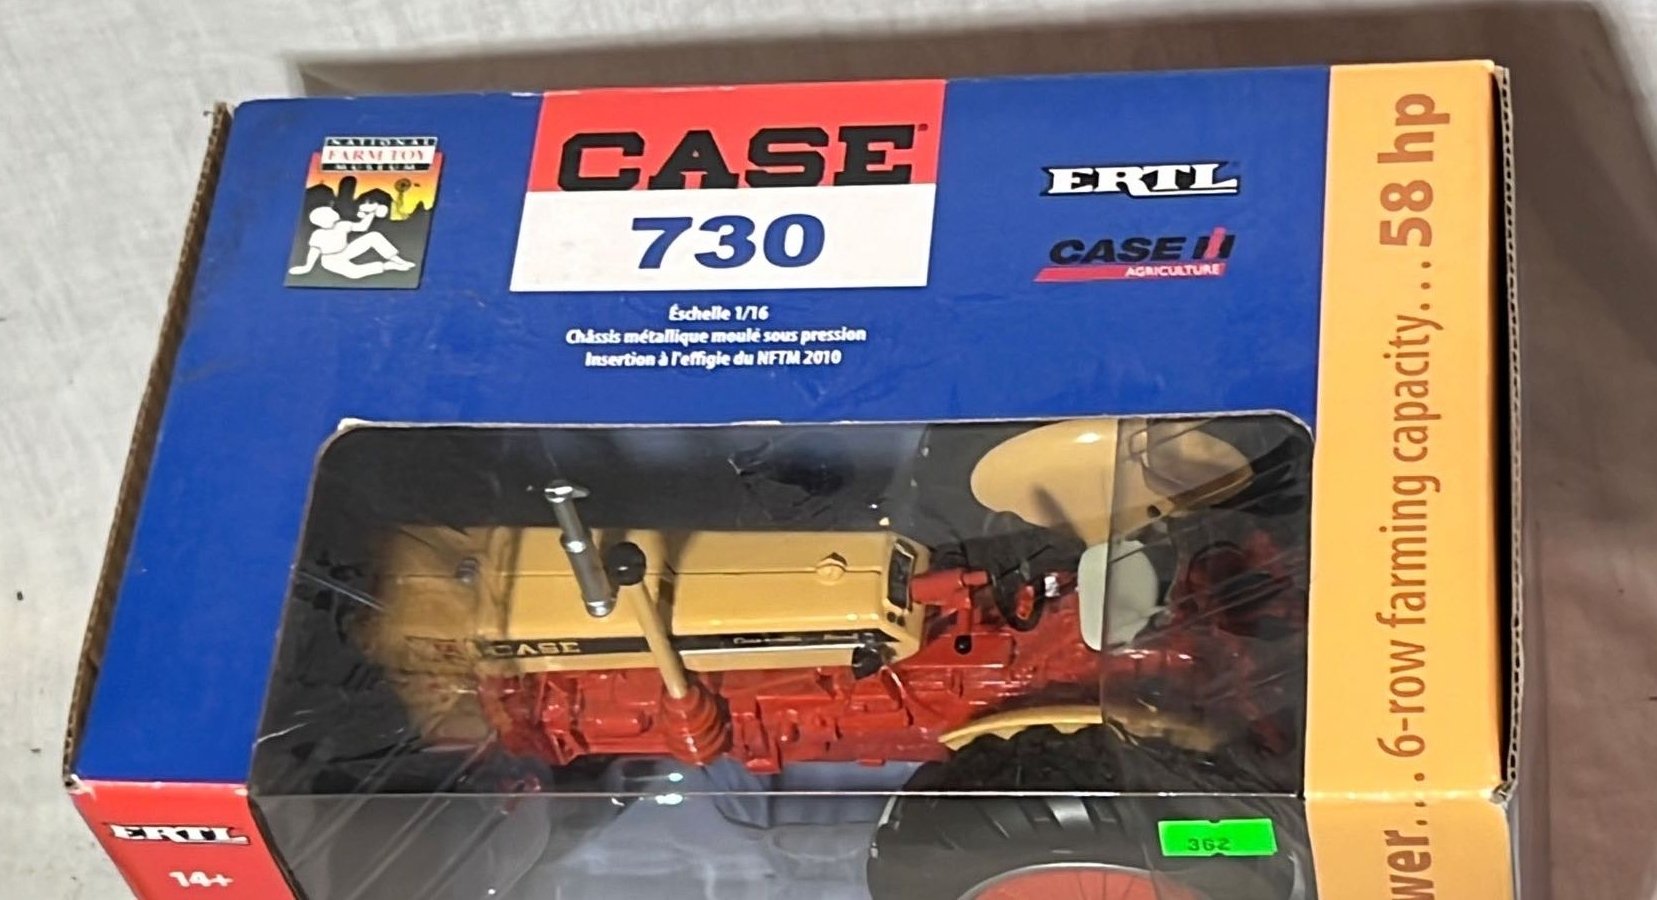 NATIONAL
FARM TOY
MUSEUM
CASE
730
ERTL
CASE IH
AGRICULTURE
Éschelle 1/16
Châssis métallique moulé sous pression
Insertion à l'effigie du NFTM 2010
wer... 6-row farming capacity... 58 hp
CASE
362
ERTL
14+